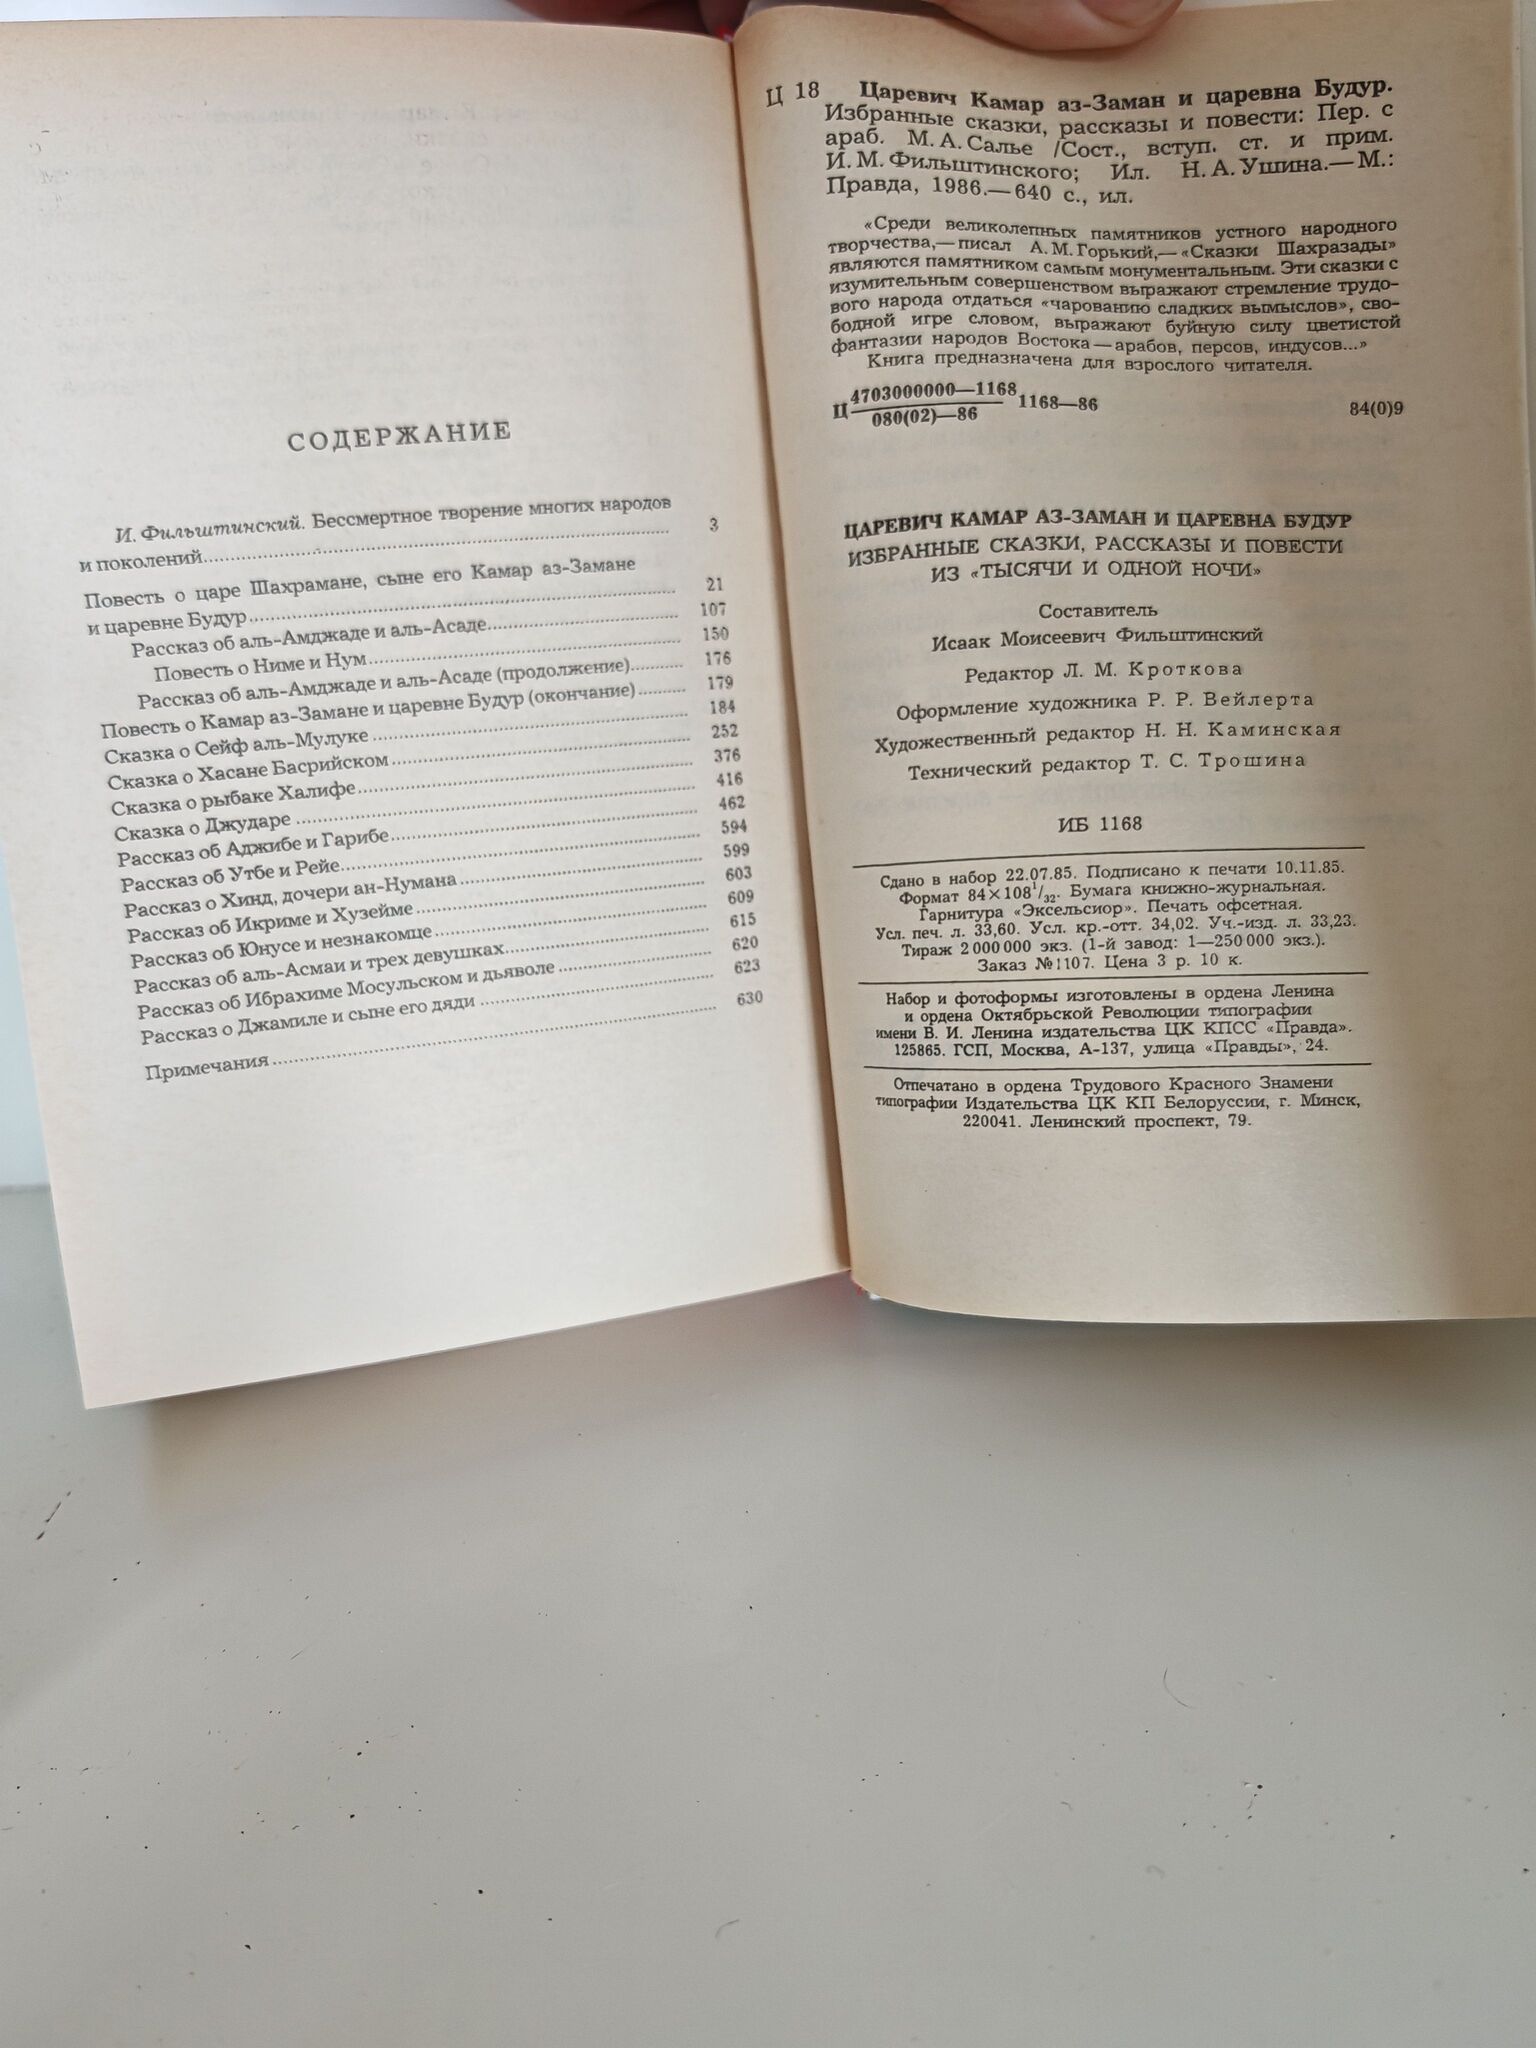 СОДЕРЖАНИЕ
И. Фильштинский. Бессмертное творение многих народов
и поколений 3
Повесть о царе Шахрамане, сыне его Камар аз-Замане
и царевне Будур 21
Рассказ об аль-Амджаде и аль-Асаде 107
Повесть о Ниме и Нум 150
Рассказ об аль-Амджаде и аль-Асаде (продолжение) 176
Повесть о Камар аз-Замане и царевне Будур (окончание) 179
Сказка о Сейф аль-Мулуке 184
Сказка о Хасане Басрийском 252
Сказка о рыбаке Халифе 376
Сказка о Джударе 416
Рассказ об Аджибе и Гарибе 462
Рассказ об Утбе и Рейе 594
Рассказ о Хинд, дочери ан-Нумана 599
Рассказ об Икриме и Хузейме 603
Рассказ об Юнусе и незнакомце 609
Рассказ об аль-Асмаи и трех девушках 615
Рассказ об Ибрахиме Мосульском и дьяволе 620
Рассказ о Джамиле и сыне его дяди 623
Примечания 630
Ц 18 Царевич Камар аз-Заман и царевна Будур.
Избранные сказки, рассказы и повести: Пер. с
араб. М. А. Салье /Сост., вступ. ст. и прим.
И. М. Фильштинского; Ил. Н. А. Ушина.— М.:
Правда, 1986.— 640 с., ил.
«Среди великолепных памятников устного народного
творчества,— писал А. М. Горький,— «Сказки Шахразады»
являются памятником самым монументальным. Эти сказки с
изумительным совершенством выражают стремление трудо-
вого народа отдаться «чарованию сладких вымыслов», сво-
бодной игре словом, выражают буйную силу цветистой
фантазии народов Востока — арабов, персов, индусов...»
Книга предназначена для взрослого читателя.
Ц 4703000000—1168 1168—86
080(02)—86
84(0)9
ЦАРЕВИЧ КАМАР АЗ-ЗАМАН И ЦАРЕВНА БУДУР
ИЗБРАННЫЕ СКАЗКИ, РАССКАЗЫ И ПОВЕСТИ
ИЗ «ТЫСЯЧИ И ОДНОЙ НОЧИ»
Составитель
Исаак Моисеевич Фильштинский
Редактор Л. М. Кроткова
Оформление художника Р. Р. Вейлерта
Художественный редактор Н. Н. Каминская
Технический редактор Т. С. Трошина
ИБ 1168
Сдано в набор 22.07.85. Подписано к печати 10.11.85.
Формат 84×108 1/32. Бумага книжно-журнальная.
Гарнитура «Эксельсиор». Печать офсетная.
Усл. печ. л. 33,60. Усл. кр.-отт. 34,02. Уч.-изд. л. 33,23.
Тираж 2 000 000 экз. (1-й завод: 1—250 000 экз.).
Заказ № 1107. Цена 3 р. 10 к.
Набор и фотоформы изготовлены в ордена Ленина
и ордена Октябрьской Революции типографии
имени В. И. Ленина издательства ЦК КПСС «Правда».
125865. ГСП, Москва, А-137, улица «Правды», 24.
Отпечатано в ордена Трудового Красного Знамени
типографии Издательства ЦК КП Белоруссии, г. Минск,
220041. Ленинский проспект, 79.